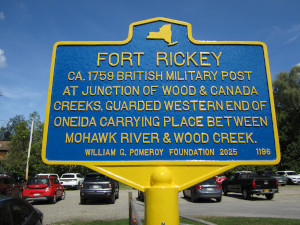 FORT RICKEY
CA. 1759 BRITISH MILITARY POST
AT JUNCTION OF WOOD & CANADA
CREEKS, GUARDED WESTERN END OF
ONEIDA CARRYING PLACE BETWEEN
MOHAWK RIVER & WOOD CREEK.
WILLIAM G. POMEROY FOUNDATION 2025 1196